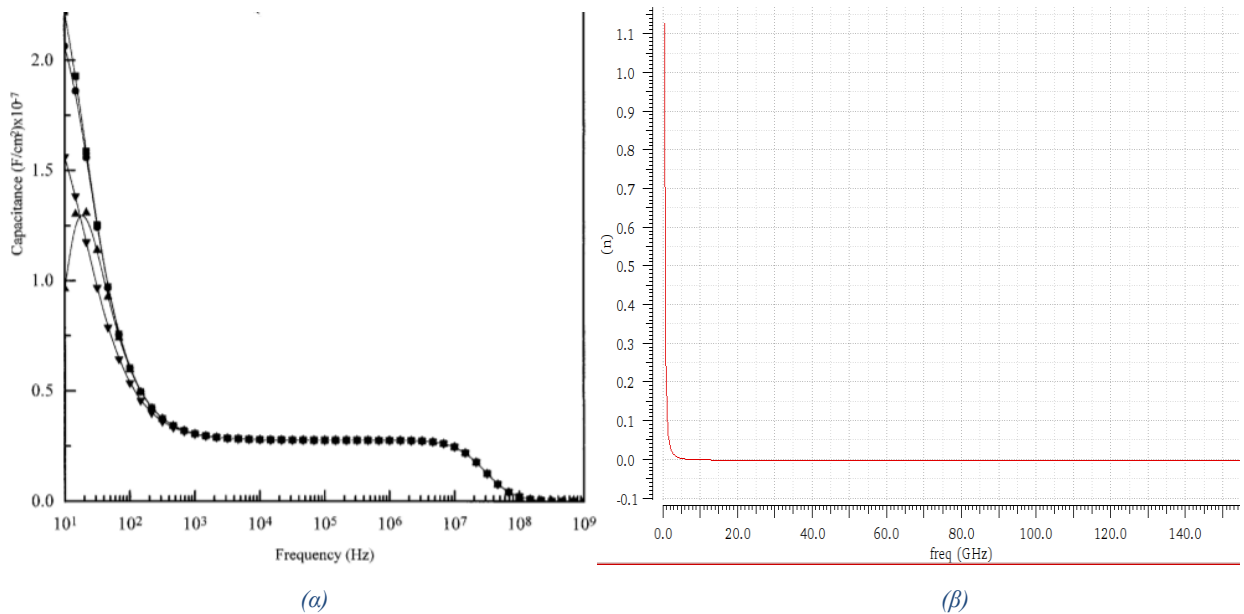 Capacitance (F/cm²)x10⁻⁷
2.0
1.5
1.0
0.5
0.0
10¹ 10² 10³ 10⁴ 10⁵ 10⁶ 10⁷ 10⁸ 10⁹
Frequency (Hz)
(α)
(n)
1.1
1.0
0.9
0.8
0.7
0.6
0.5
0.4
0.3
0.2
0.1
0.0
-0.1
0.0 20.0 40.0 60.0 80.0 100.0 120.0 140.0
freq (GHz)
(β)